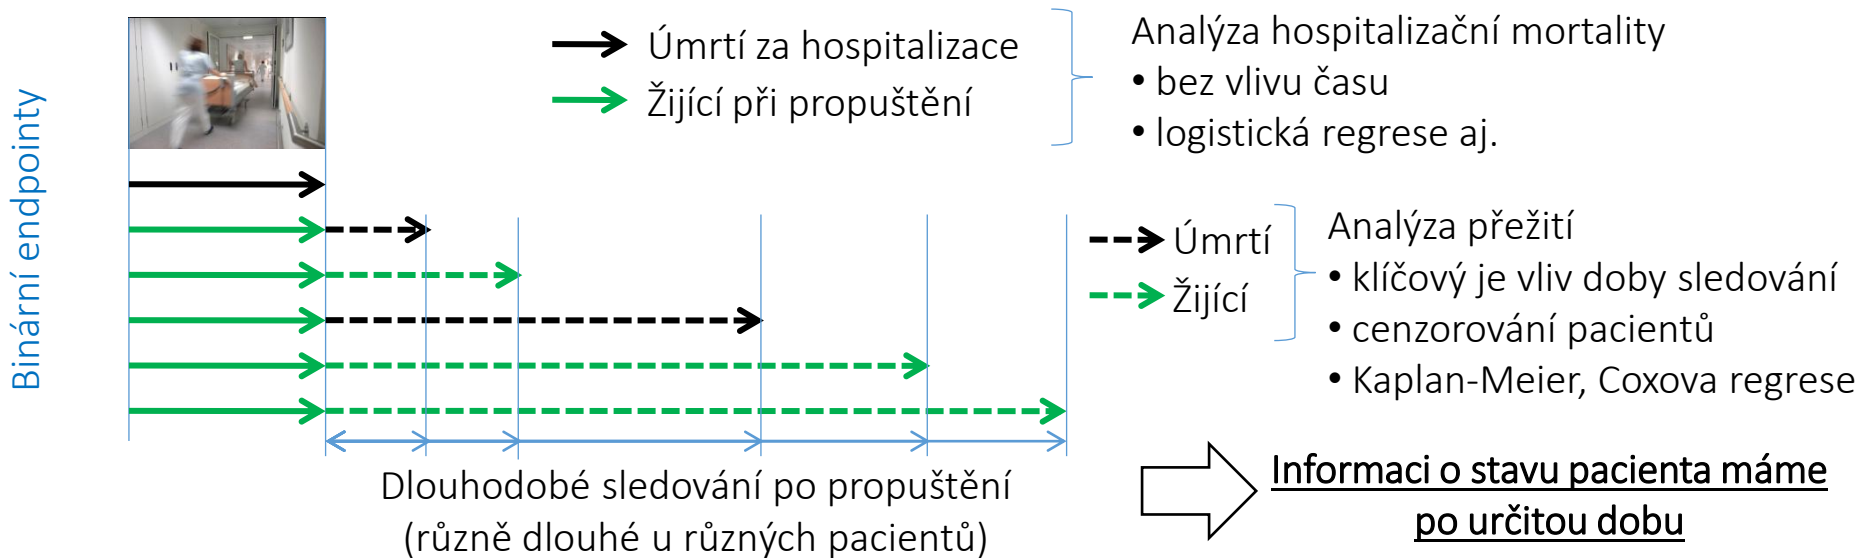 Binární endpointy
Úmrtí za hospitalizace
Žijící při propuštění
Analýza hospitalizační mortality
• bez vlivu času
• logistická regrese aj.
Úmrtí
Žijící
Analýza přežití
• klíčový je vliv doby sledování
• cenzorování pacientů
• Kaplan-Meier, Coxova regrese
Dlouhodobé sledování po propuštění
(různě dlouhé u různých pacientů)
Informaci o stavu pacienta máme
po určitou dobu